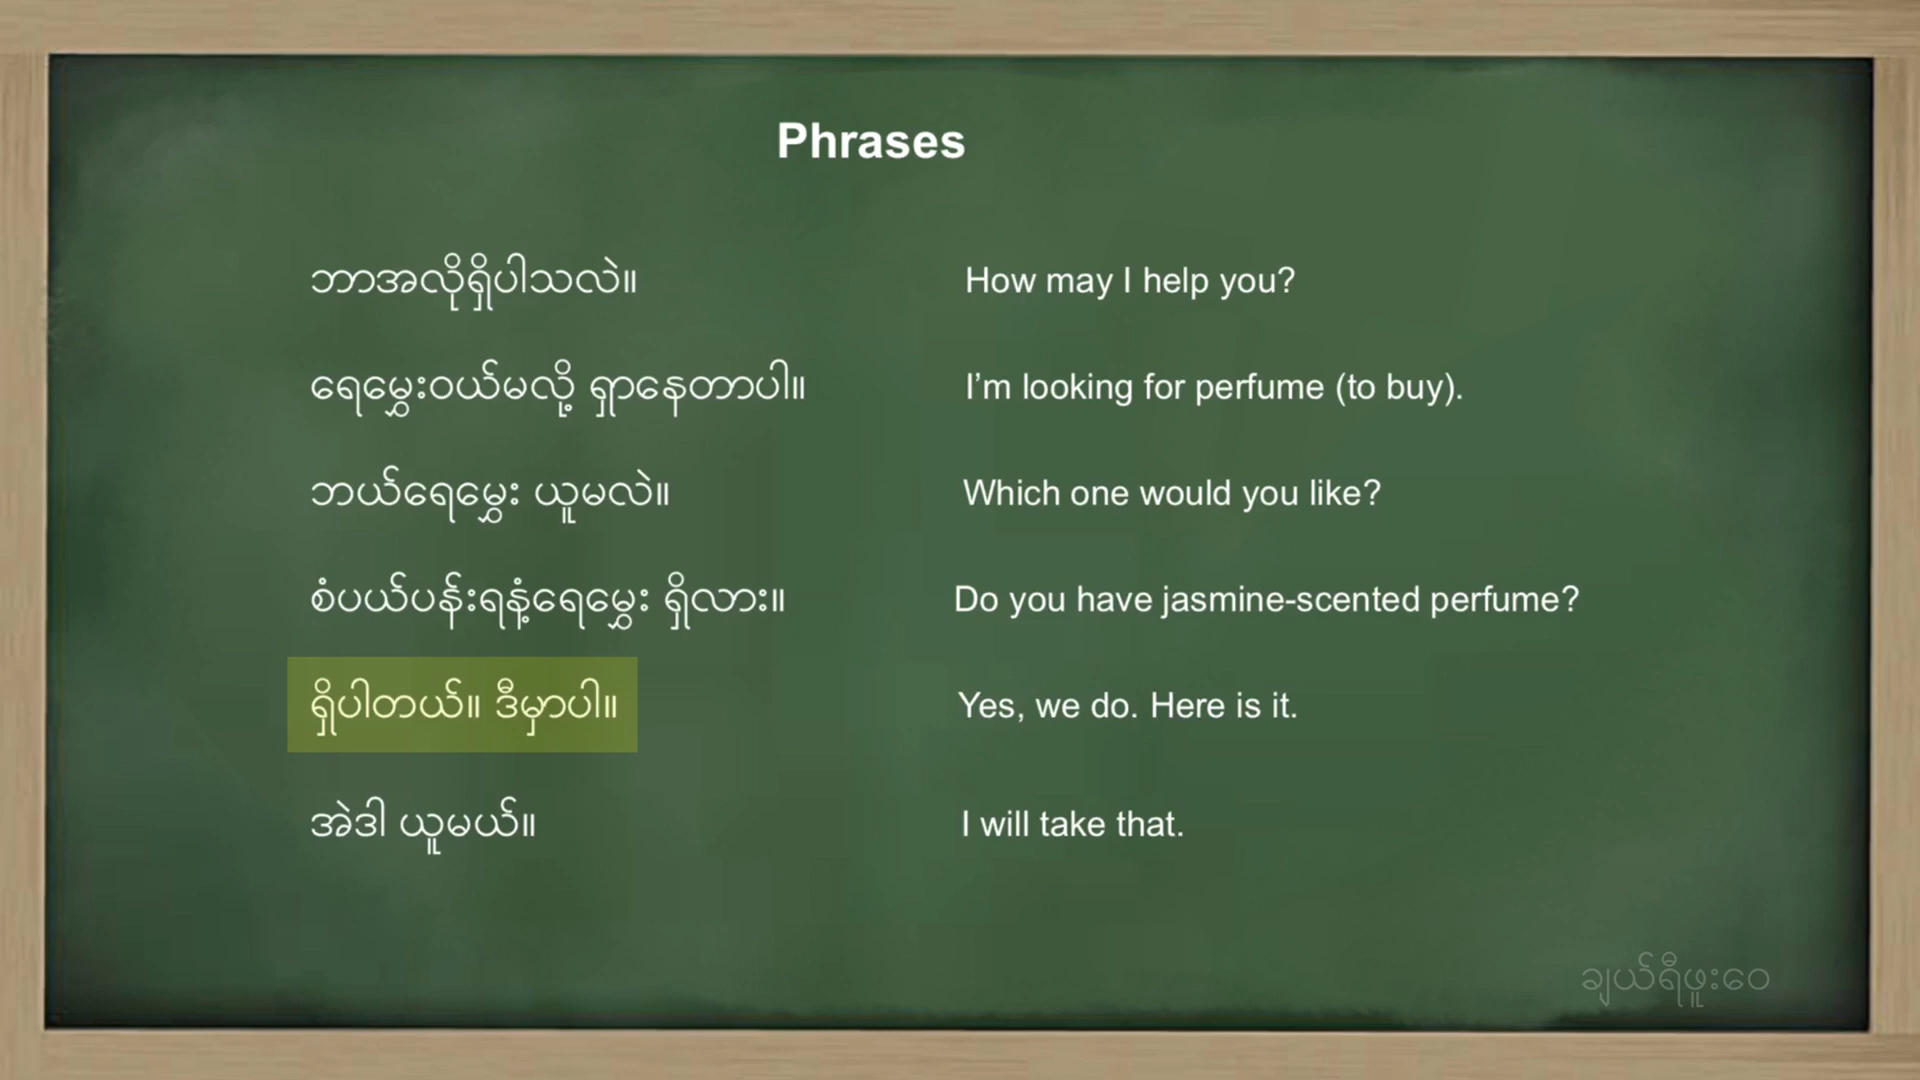 Phrases
ဘာအလိုရှိပါသလဲ။ How may I help you?
ရေမွှေးဝယ်မလို့ ရှာနေတာပါ။ I'm looking for perfume (to buy).
ဘယ်ရေမွှေး ယူမလဲ။ Which one would you like?
စံပယ်ပန်းရနံ့ရေမွှေး ရှိလား။ Do you have jasmine-scented perfume?
ရှိပါတယ်။ ဒီမှာပါ။ Yes, we do. Here is it.
အဲဒါ ယူမယ်။ I will take that.
ချယ်ရီဖူးဝေ